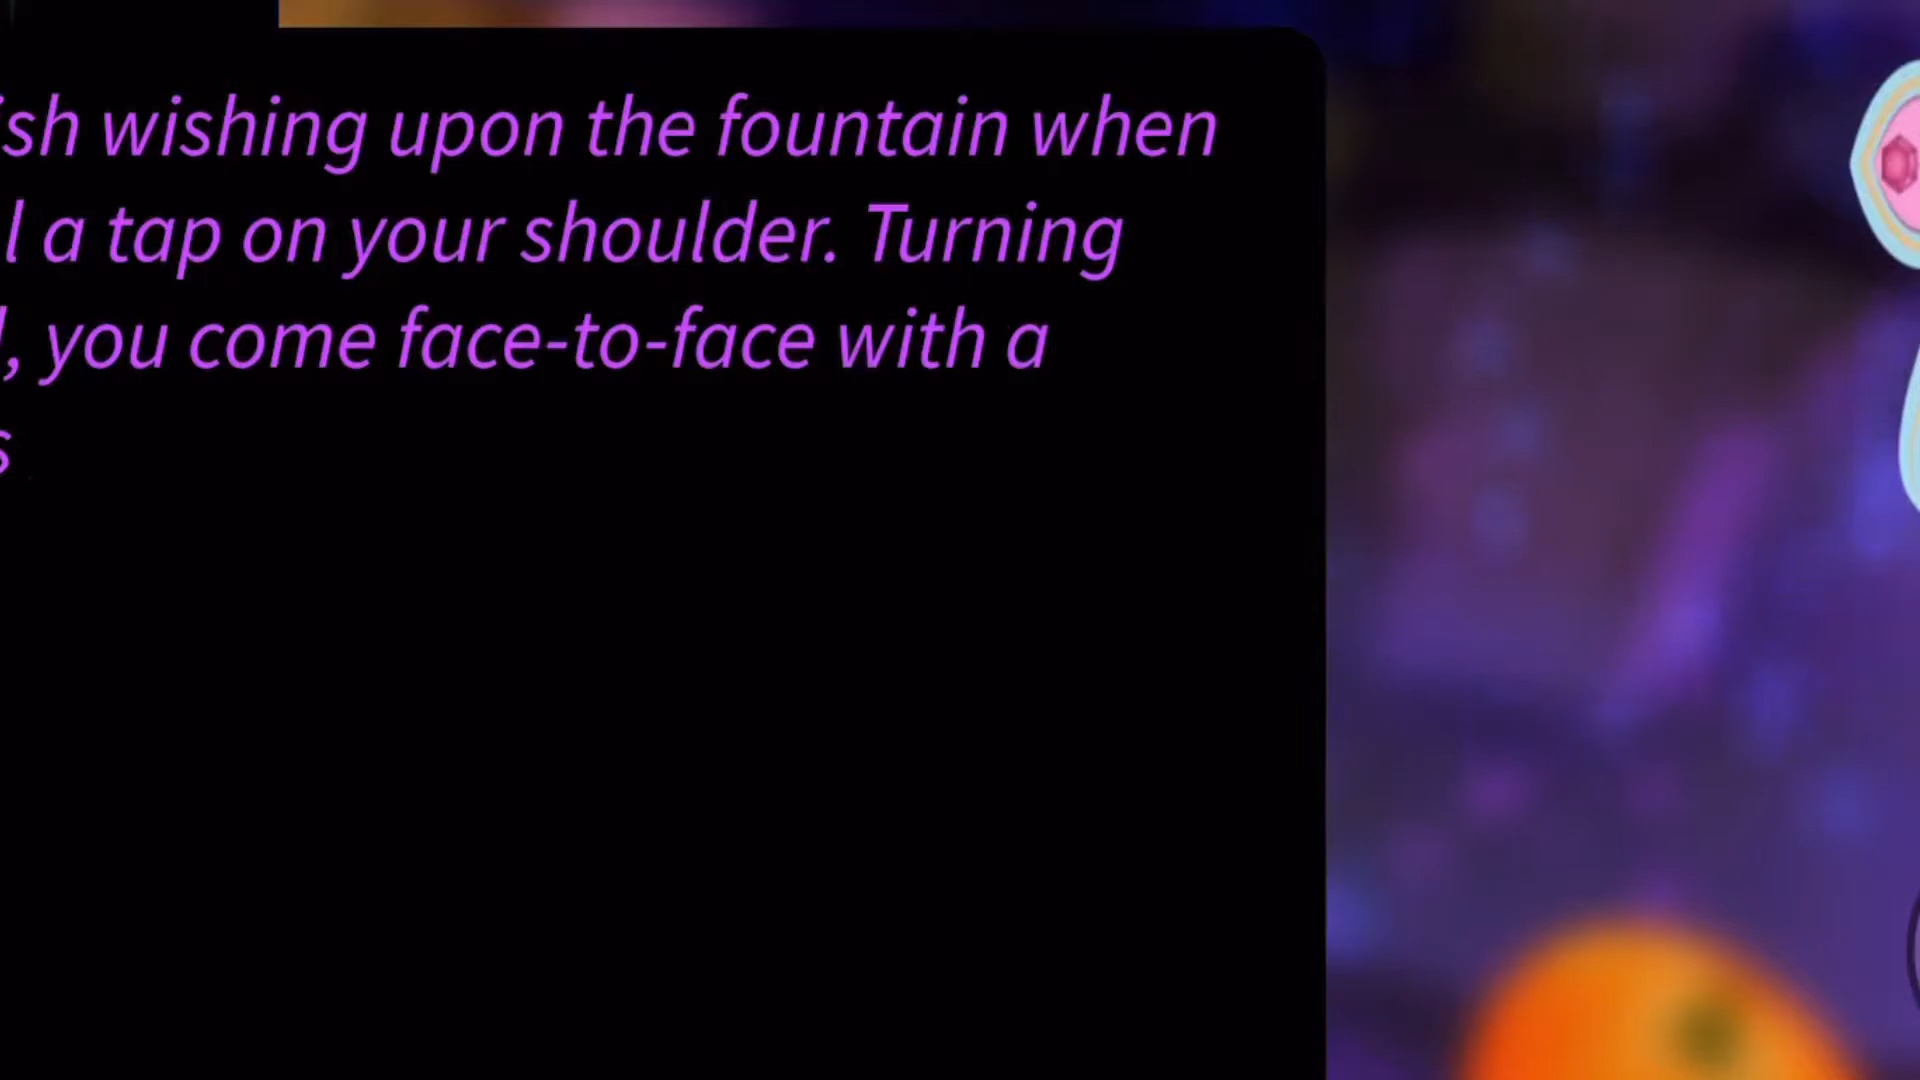 ish wishing upon the fountain when
l a tap on your shoulder. Turning
, you come face-to-face with a
s